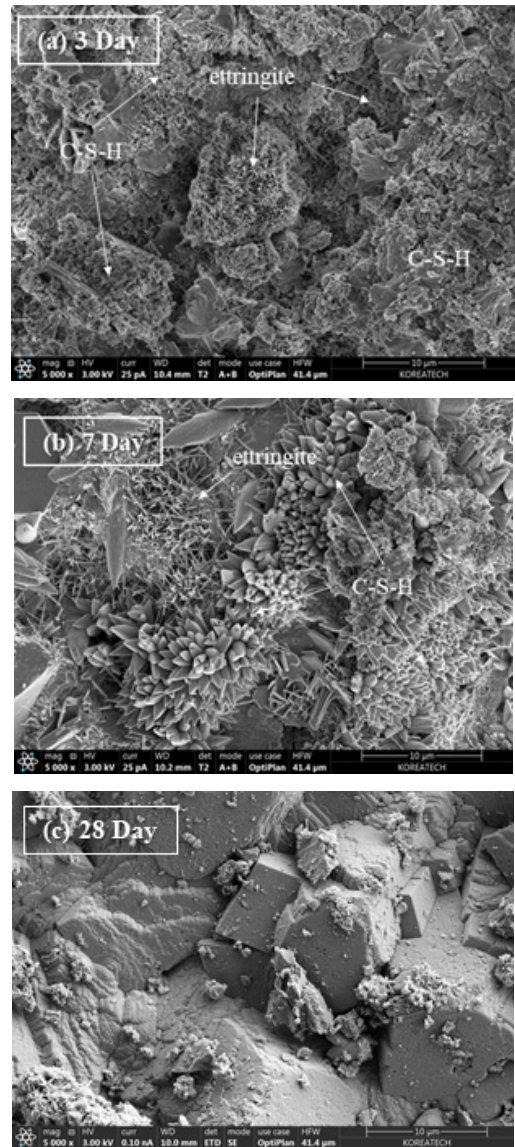 (a) 3 Day
ettringite
C-S-H
C-S-H
mag HV curr WD det mode use case HFW 10 μm
5 000 x 3.00 kV 25 pA 10.4 mm T2 A+B OptiPlan 41.4 μm KOREATECH
(b) 7 Day
ettringite
C-S-H
mag HV curr WD det mode use case HFW 10 μm
5 000 x 3.00 kV 25 pA 10.2 mm T2 A+B OptiPlan 41.4 μm KOREATECH
(c) 28 Day
mag HV curr WD det mode use case HFW 10 μm
5 000 x 3.00 kV 0.10 nA 10.0 mm ETD SE OptiPlan 41.4 μm KOREATECH